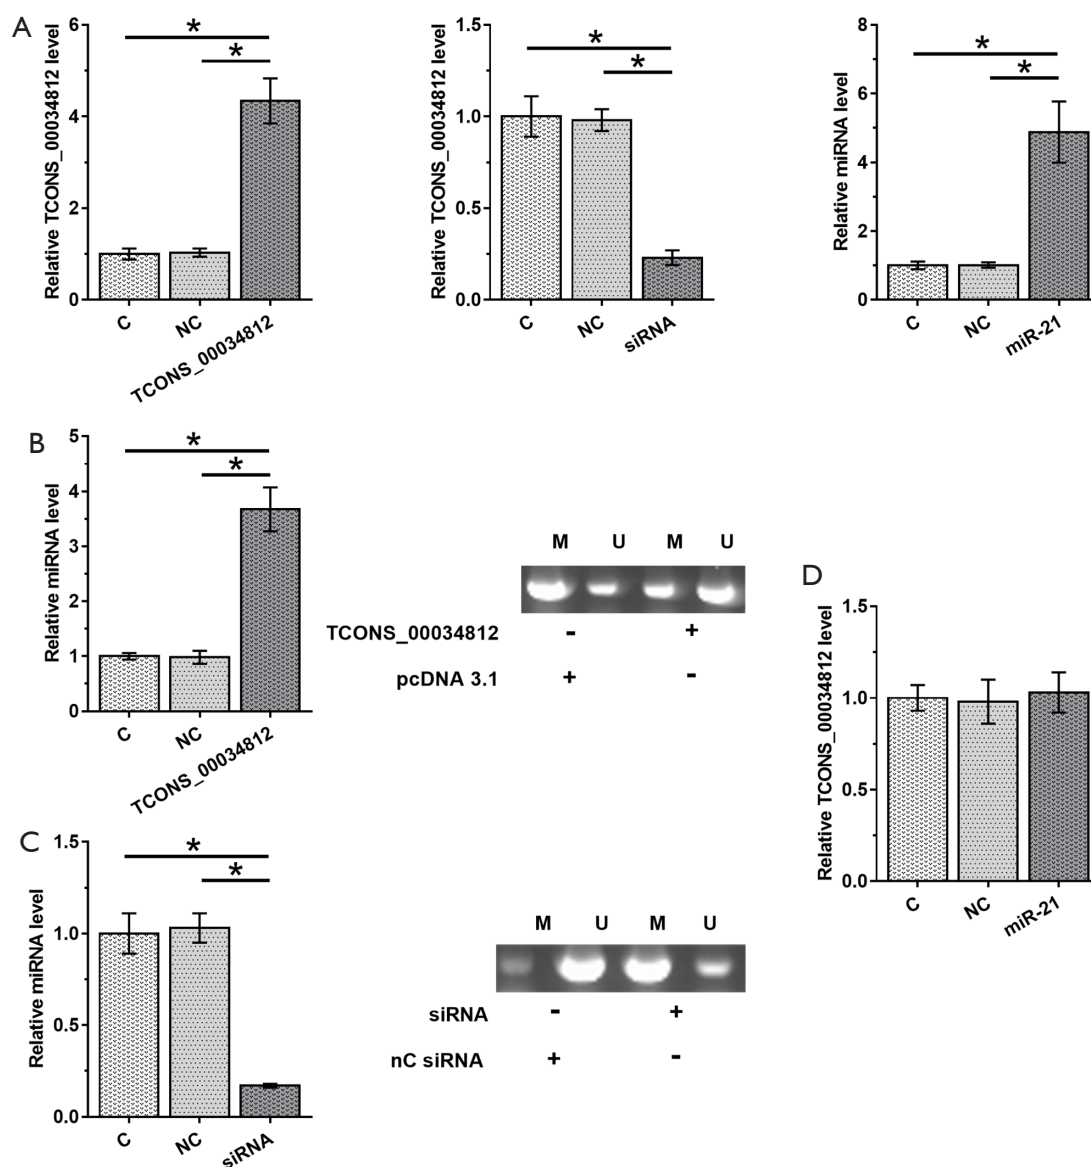 A
Relative TCONS_00034812 level
6
4
2
0
*
*
C
NC
TCONS_00034812
Relative TCONS_00034812 level
1.5
1.0
0.5
0.0
*
*
C
NC
siRNA
Relative miRNA level
8
6
4
2
0
*
*
C
NC
miR-21
B
Relative miRNA level
5
4
3
2
1
0
*
*
C
NC
TCONS_00034812
M U M U
TCONS_00034812 - +
pcDNA 3.1 + -
D
Relative TCONS_00034812 level
1.5
1.0
0.5
0.0
C
NC
miR-21
C
Relative miRNA level
1.5
1.0
0.5
0.0
*
*
C
NC
siRNA
M U M U
siRNA - +
nC siRNA + -